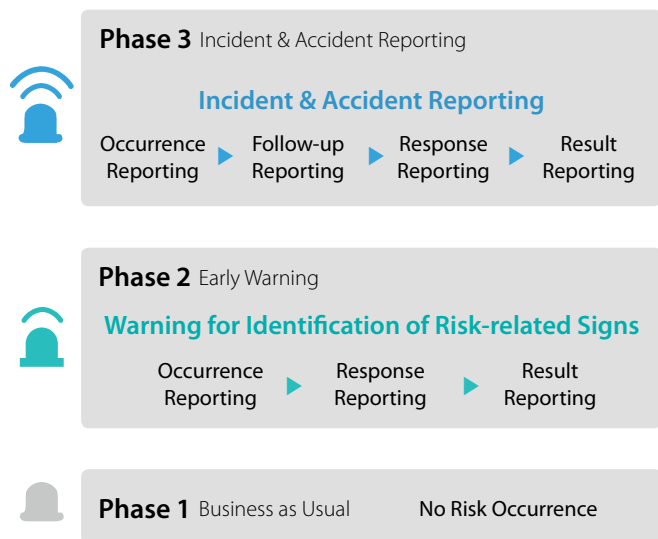 Phase 3 Incident & Accident Reporting
Incident & Accident Reporting
Occurrence Reporting
Follow-up Reporting
Response Reporting
Result Reporting
Phase 2 Early Warning
Warning for Identification of Risk-related Signs
Occurrence Reporting
Response Reporting
Result Reporting
Phase 1 Business as Usual No Risk Occurrence